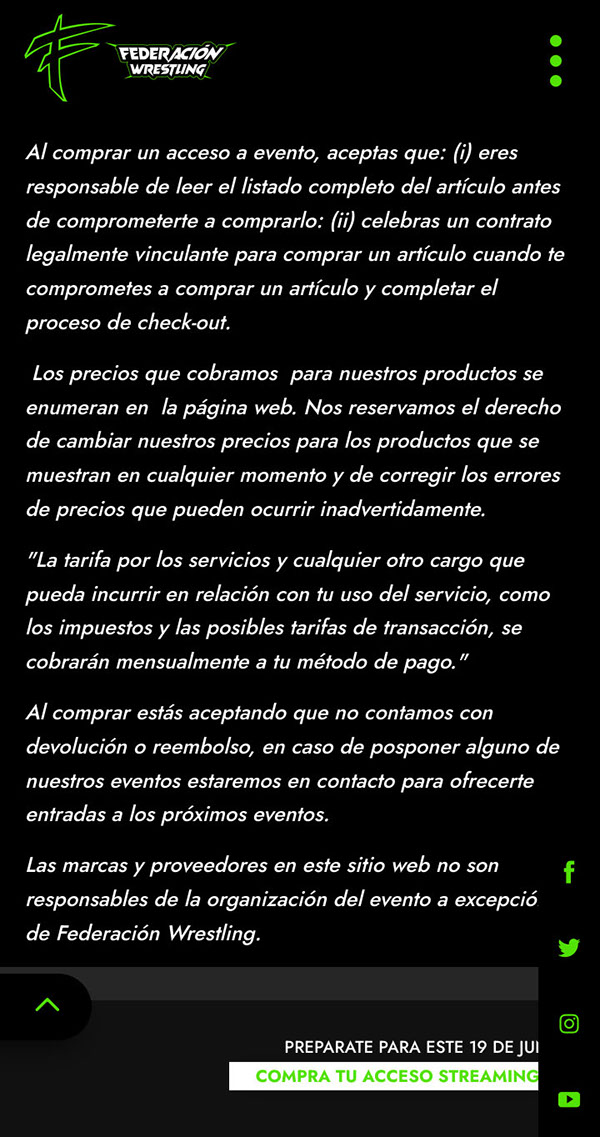 FEDERACIÓN
WRESTLING
Al comprar un acceso a evento, aceptas que: (i) eres
responsable de leer el listado completo del artículo antes
de comprometerte a comprarlo: (ii) celebras un contrato
legalmente vinculante para comprar un artículo cuando te
comprometes a comprar un artículo y completar el
proceso de check-out.
Los precios que cobramos  para nuestros productos se
enumeran en  la página web. Nos reservamos el derecho
de cambiar nuestros precios para los productos que se
muestran en cualquier momento y de corregir los errores
de precios que pueden ocurrir inadvertidamente.
"La tarifa por los servicios y cualquier otro cargo que
pueda incurrir en relación con tu uso del servicio, como
los impuestos y las posibles tarifas de transacción, se
cobrarán mensualmente a tu método de pago."
Al comprar estás aceptando que no contamos con
devolución o reembolso, en caso de posponer alguno de
nuestros eventos estaremos en contacto para ofrecerte
entradas a los próximos eventos.
Las marcas y proveedores en este sitio web no son
responsables de la organización del evento a excepció
de Federación Wrestling.
PREPARATE PARA ESTE 19 DE
COMPRA TU ACCESO STREAMING